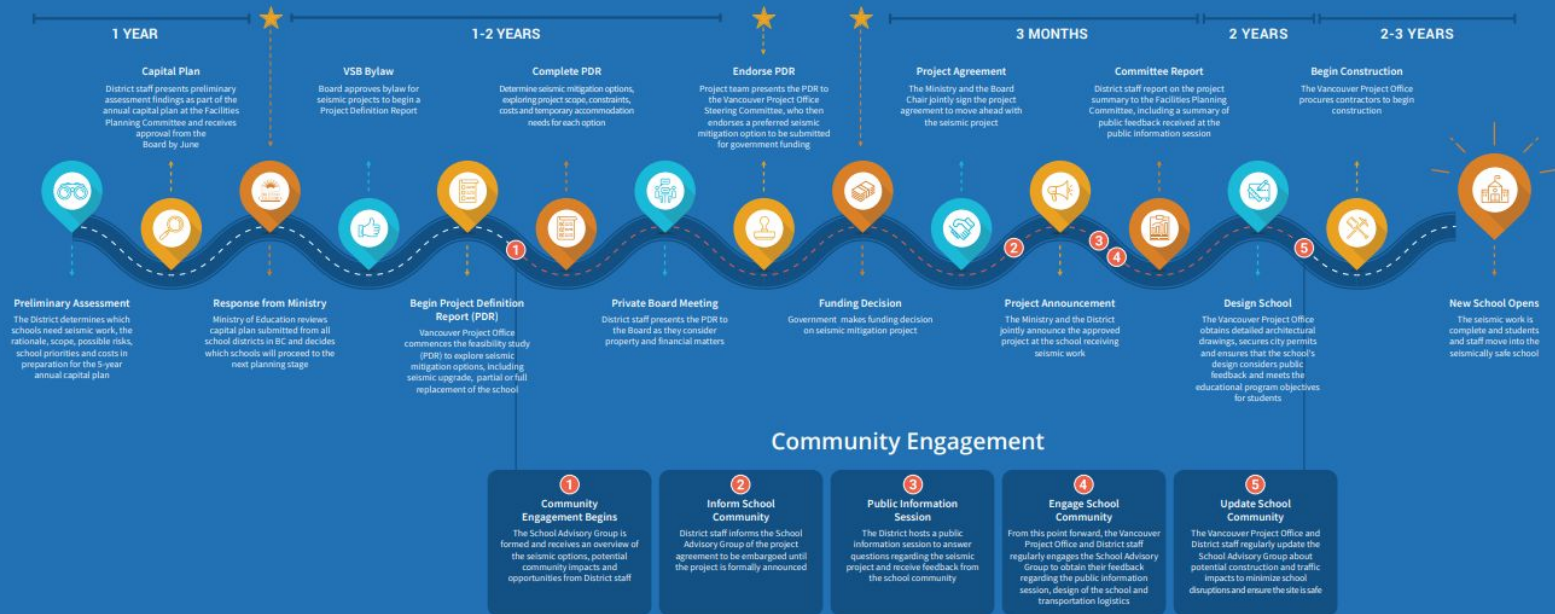 1 YEAR
1-2 YEARS
3 MONTHS
2 YEARS
2-3 YEARS
Capital Plan
District staff presents preliminary
assessment findings as part of the
annual capital plan at the Facilities
Planning Committee and receives
approval from the
Board by June
VSB Bylaw
Board approves bylaw for
seismic projects to begin a
Project Definition Report
Complete PDR
Determine seismic mitigation options,
exploring project scope, constraints,
costs and temporary accommodation
needs for each option
Endorse PDR
Project team presents the PDR to
the Vancouver Project Office
Steering Committee, who then
endorses a preferred seismic
mitigation option to be submitted
for government funding
Project Agreement
The Ministry and the Board
Chair jointly sign the project
agreement to move ahead with
the seismic project
Committee Report
District staff report on the project
summary to the Facilities Planning
Committee, including a summary of
public feedback received at the
public information session
Begin Construction
The Vancouver Project Office
procures contractors to begin
construction
1
2
3
4
5
Preliminary Assessment
The District determines which
schools need seismic work, the
rationale, scope, possible risks,
school priorities and costs in
preparation for the 5-year
annual capital plan
Response from Ministry
Ministry of Education reviews
capital plan submitted from all
school districts in BC and decides
which schools will proceed to the
next planning stage
Begin Project Definition
Report (PDR)
Vancouver Project Office
commences the feasibility study
(PDR) to explore seismic
mitigation options, including
seismic upgrade, partial or full
replacement of the school
Private Board Meeting
District staff presents the PDR to
the Board as they consider
property and financial matters
Funding Decision
Government makes funding decision
on seismic mitigation project
Project Announcement
The Ministry and the District
jointly announce the approved
project at the school receiving
seismic work
Design School
The Vancouver Project Office
obtains detailed architectural
drawings, secures city permits
and ensures that the school's
design considers public
feedback and meets the
educational program objectives
for students
New School Opens
The seismic work is
complete and students
and staff move into the
seismically safe school
Community Engagement
1
Community
Engagement Begins
The School Advisory Group is
formed and receives an overview of
the seismic options, potential
community impacts and
opportunities from District staff
2
Inform School
Community
District staff informs the School
Advisory Group of the project
agreement to be embargoed until
the project is formally announced
3
Public Information
Session
The District hosts a public
information session to answer
questions regarding the seismic
project and receive feedback from
the school community
4
Engage School
Community
From this point forward, the Vancouver
Project Office and District staff
regularly engages the School Advisory
Group to obtain their feedback
regarding the public information
session, design of the school and
transportation logistics
5
Update School
Community
The Vancouver Project Office and
District staff regularly update the
School Advisory Group about
potential construction and traffic
impacts to minimize school
disruptions and ensure the site is safe